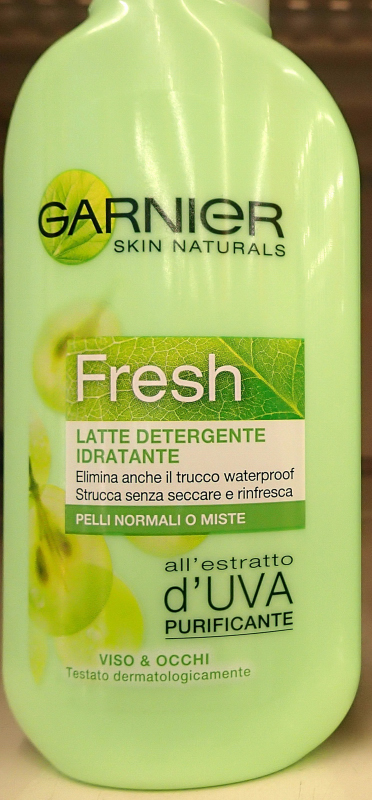 GARNIER
SKIN NATURALS
Fresh
LATTE DETERGENTE
IDRATANTE
Elimina anche il trucco waterproof
Strucca senza seccare e rinfresca
PELLI NORMALI O MISTE
all'estratto
d'UVA
PURIFICANTE
VISO & OCCHI
Testato dermatologicamente